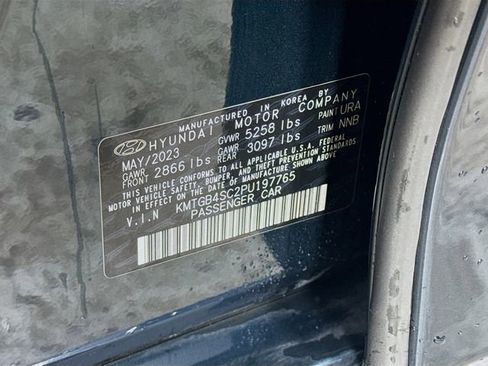 MANUFACTURED IN KOREA BY
HYUNDAI MOTOR COMPANY
MAY/2023 GVWR 5258 lbs PAINT URA
GAWR FRONT 2866 lbs GAWR REAR 3097 lbs TRIM NNB
THIS VEHICLE CONFORMS TO ALL APPLICABLE U.S.A. FEDERAL
MOTOR VEHICLE SAFETY, BUMPER, AND THEFT PREVENTION STANDARDS
IN EFFECT ON THE DATE OF MANUFACTURE SHOWN ABOVE.
V.I.N KMTGB4SC2PU197765
PASSENGER CAR